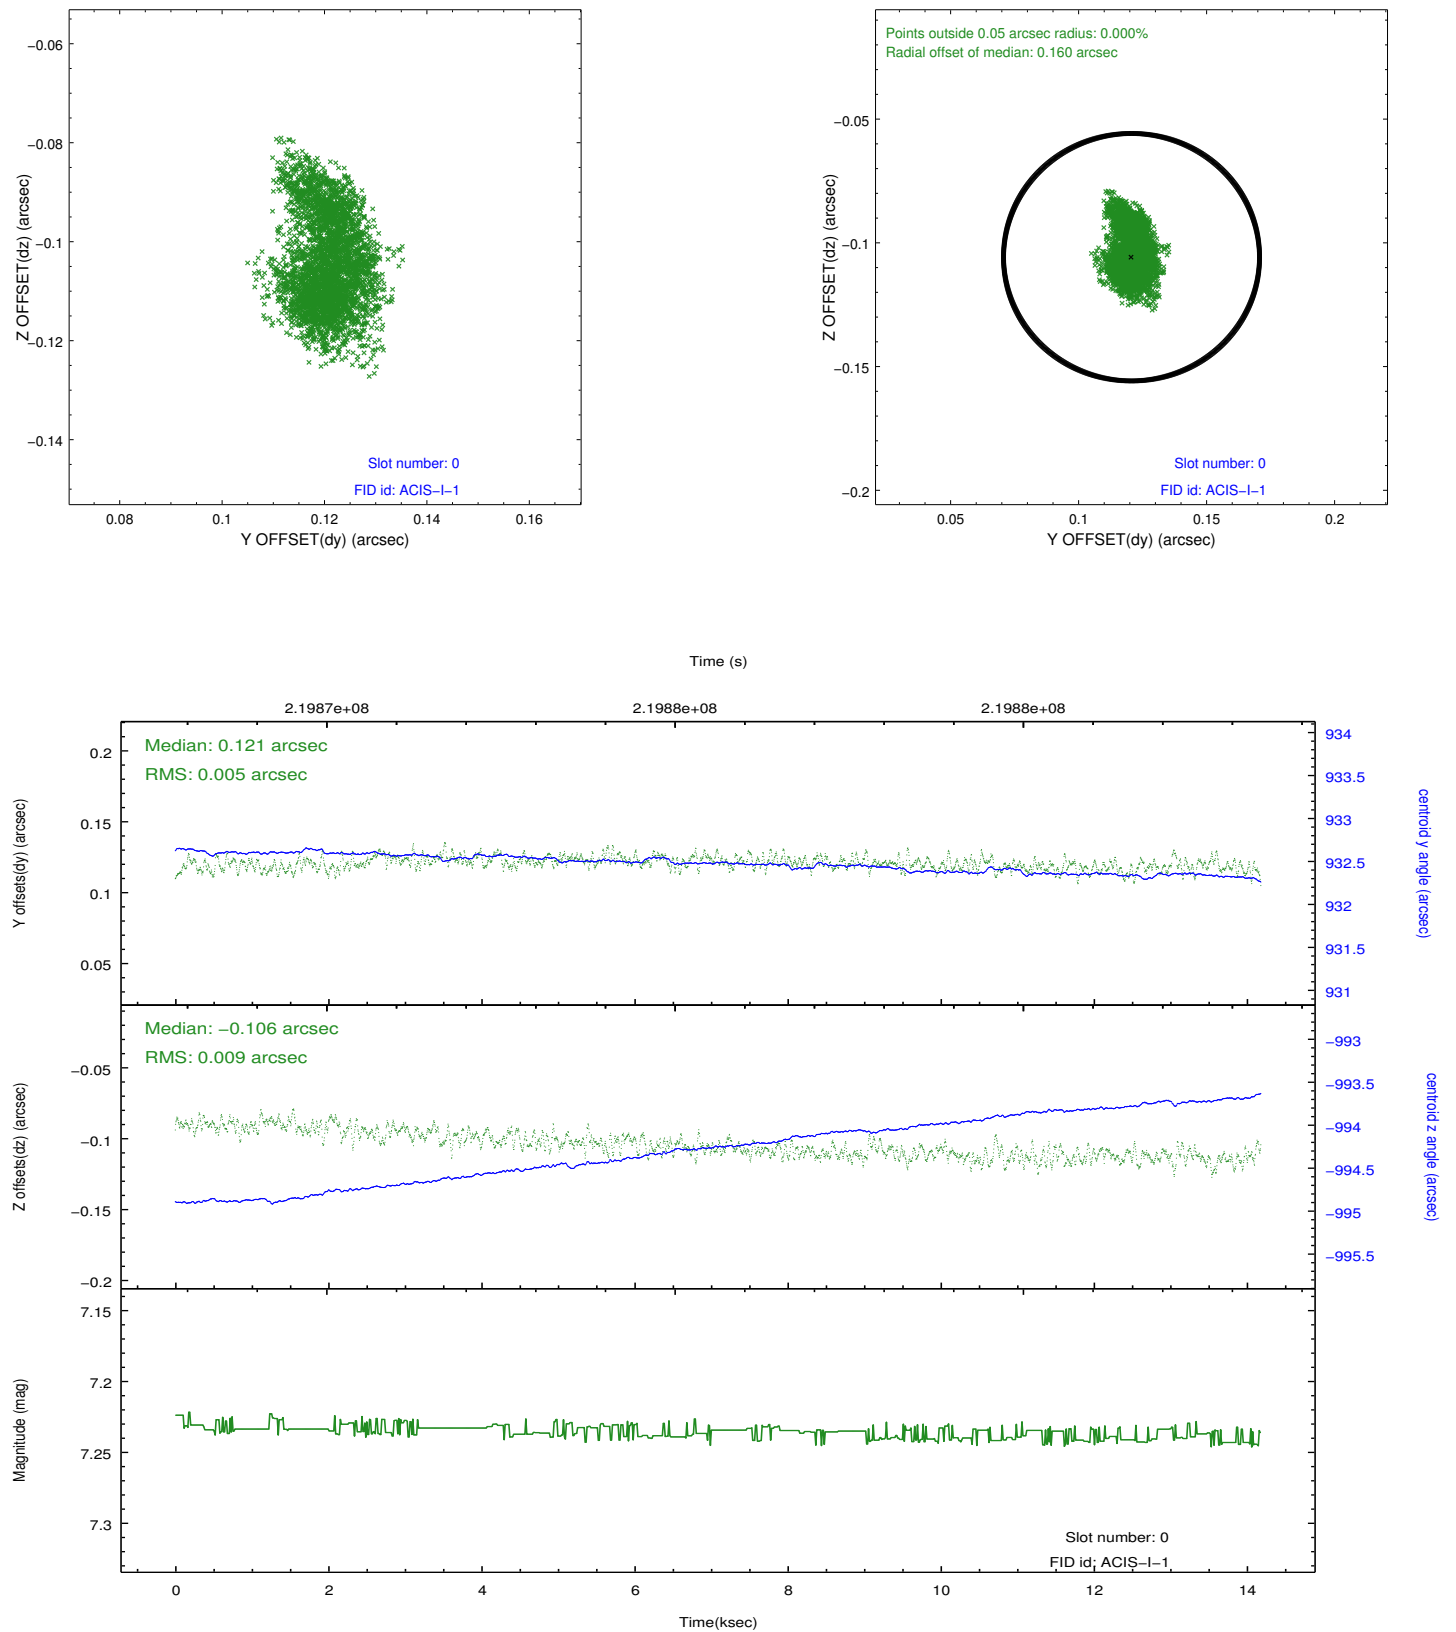 −0.06
−0.08
−0.1
−0.12
−0.14
Z OFFSET(dz) (arcsec)
Slot number: 0
FID id: ACIS−I−1
0.08 0.1 0.12 0.14 0.16
Y OFFSET(dy) (arcsec)
Points outside 0.05 arcsec radius: 0.000%
Radial offset of median: 0.160 arcsec
−0.05
−0.1
−0.15
−0.2
Z OFFSET(dz) (arcsec)
Slot number: 0
FID id: ACIS−I−1
0.05 0.1 0.15 0.2
Y OFFSET(dy) (arcsec)
Time (s)
2.1987e+08 2.1988e+08 2.1988e+08
Median: 0.121 arcsec
RMS: 0.005 arcsec
0.2
0.15
0.1
0.05
Y offsets(dy) (arcsec)
934
933.5
933
932.5
932
931.5
931
centroid y angle (arcsec)
Median: −0.106 arcsec
RMS: 0.009 arcsec
−0.05
−0.1
−0.15
−0.2
Z offsets(dz) (arcsec)
−993
−993.5
−994
−994.5
−995
−995.5
centroid z angle (arcsec)
7.15
7.2
7.25
7.3
Magnitude (mag)
Slot number: 0
FID id: ACIS−I−1
0 2 4 6 8 10 12 14
Time(ksec)